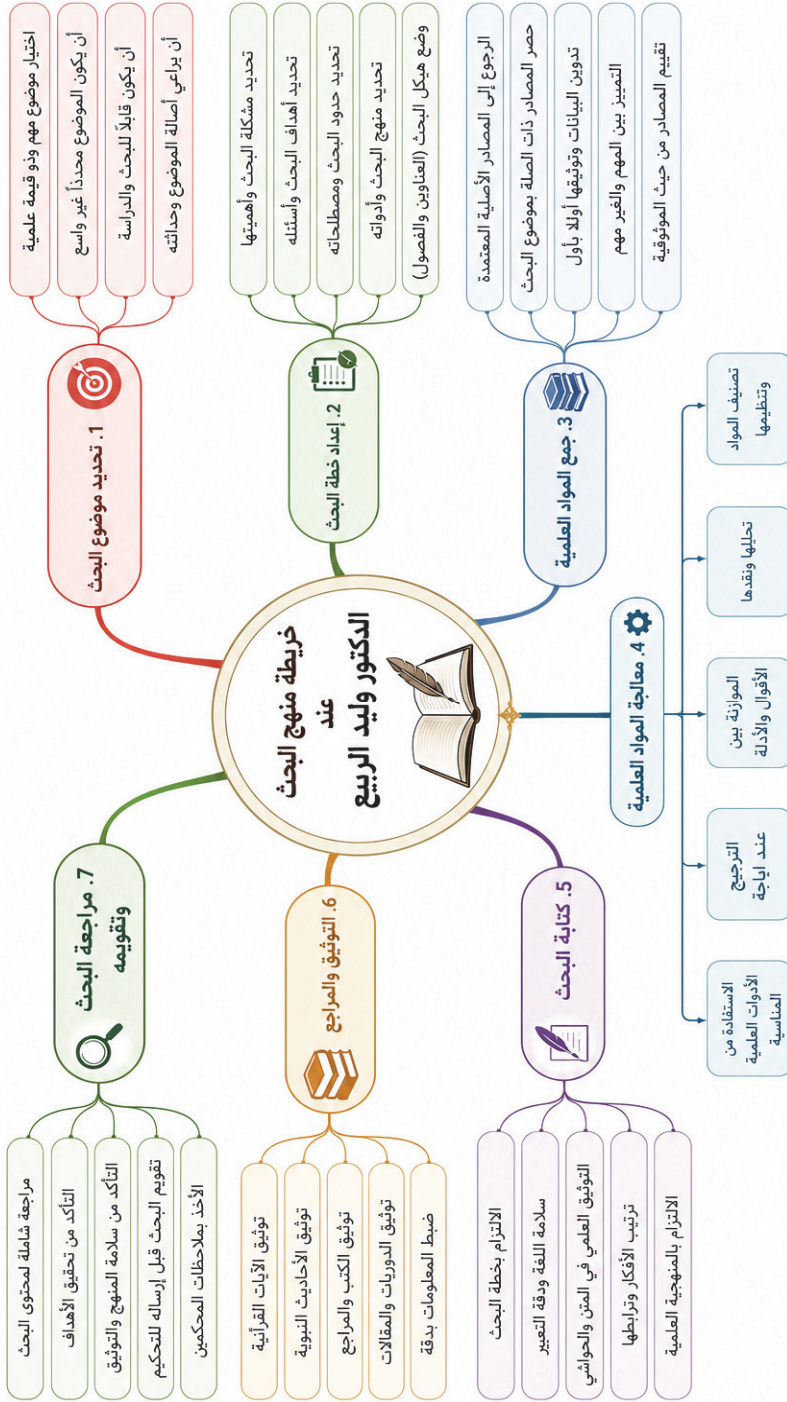 خريطة منهج البحث
عند
الدكتور وليد الربيع
1. تحديد موضوع البحث
اختيار موضوع مهم وذو قيمة علمية
أن يكون الموضوع محدداً غير واسع
أن يكون قابلاً للبحث والدراسة
أن يراعي أصالة الموضوع وحداثته
2. إعداد خطة البحث
تحديد مشكلة البحث وأهميتها
تحديد أهداف البحث وأسئلله
تحديد حدود البحث ومصطلحاته
تحديد منهج البحث وأدواته
وضع هيكل البحث (العناوين والفصول)
3. جمع المواد العلمية
الرجوع إلى المصادر الأصلية المعتمدة
حصر المصادر ذات الصلة بموضوع البحث
تدوين البيانات وتوثيقها أوللا بأول
التمييز بين المهم والغير مهم
تقييم المصادر من حيث الموثوقية
4. معالجة المواد العلمية
تصنيف المواد
وتتظيمها
تحللها ونقدها
الموازنة بين
الأقوال والأدلة
الترجيج
عند اياجة
الاستفادة من
الأدوات العلمية
المناسية
5. كتابة البحث
الالتزام بخطة البحث
سلامة اللغة ودقة التعبير
التوثيق العلمي في المتن والحواشي
ترتيب الأفكار وترابطها
الالتزام بالمنهجية العلمية
6. التوثيق والمراجع
توثيق الآيات القرآنية
توثيق الأحاديث النبوية
توثيق الكتب والمراجع
توثيق الدوريات والمقالات
ضبط المعلومات بدقة
7. مراجعة البحث
وتقويمه
مراجعة شاملة لمحتوى البحث
التأكد من تحقيق الأهداف
التأكد من سلامة المنهج والتوثيق
تقويم البحث قبل إرساله للتحكيم
الأخذ بملاحظات المحكمين